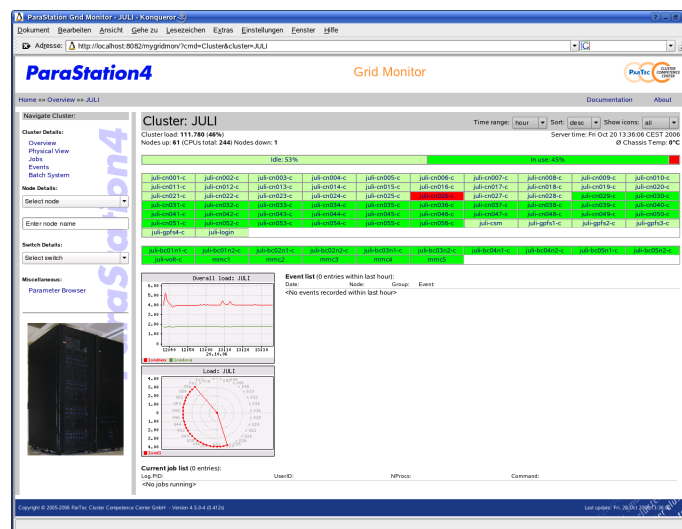 ParaStation Grid Monitor - JULI - Konqueror
Dokument Bearbeiten Ansicht Gehe zu Lesezeichen Extras Einstellungen Fenster Hilfe
Adresse: http://localhost:8082/mygridmon/?cmd=Cluster&cluster=JULI
ParaStation4
Grid Monitor
ParTec CLUSTER COMPETENCE CENTER
Home »» Overview »» JULI
Documentation About
Navigate Cluster:
Cluster Details:
Overview
Physical View
Jobs
Events
Batch System
Node Details:
Select node
Enter node name
Switch Details:
Select switch
Miscellaneous:
Parameter Browser
Cluster: JULI
Time range: hour Sort: desc Show icons: all
Cluster load: 111.780 (46%)
Server time: Fri Oct 20 13:36:06 CEST 2006
Nodes up: 61 (CPUs total: 244) Nodes down: 1
Ø Chassis Temp: 0°C
Idle: 53% In use: 45%
juli-cn001-c juli-cn002-c juli-cn003-c juli-cn004-c juli-cn005-c juli-cn006-c juli-cn007-c juli-cn008-c juli-cn009-c juli-cn010-c
juli-cn011-c juli-cn012-c juli-cn013-c juli-cn014-c juli-cn015-c juli-cn016-c juli-cn017-c juli-cn018-c juli-cn019-c juli-cn020-c
juli-cn021-c juli-cn022-c juli-cn023-c juli-cn024-c juli-cn025-c juli-cn026-c juli-cn027-c juli-cn028-c juli-cn029-c juli-cn030-c
juli-cn031-c juli-cn032-c juli-cn033-c juli-cn034-c juli-cn035-c juli-cn036-c juli-cn037-c juli-cn038-c juli-cn039-c juli-cn040-c
juli-cn041-c juli-cn042-c juli-cn043-c juli-cn044-c juli-cn045-c juli-cn046-c juli-cn047-c juli-cn048-c juli-cn049-c juli-cn050-c
juli-cn051-c juli-cn052-c juli-cn053-c juli-cn054-c juli-cn055-c juli-cn056-c juli-csm juli-gpfs1-c juli-gpfs2-c juli-gpfs3-c
juli-gpfs4-c juli-login
juli-bc01n1-c juli-bc01n2-c juli-bc02n1-c juli-bc02n2-c juli-bc03n1-c juli-bc03n2-c juli-bc04n1-c juli-bc04n2-c juli-bc05n1-c juli-bc05n2-c
juli-volt-c mmc1 mmc2 mmc3 mmc4 mmc5
Overall load: JULI
Event list (0 entries within last hour):
Date: Node: Group: Event:
<No events recorded within last hour>
Load: JULI
Current job list (0 entries):
Log.PID: UserID: NProcs: Command:
<No jobs running>
Copyright © 2005-2006 ParTec Cluster Competence Center GmbH - Version 4.5.0-4 (0.412s)